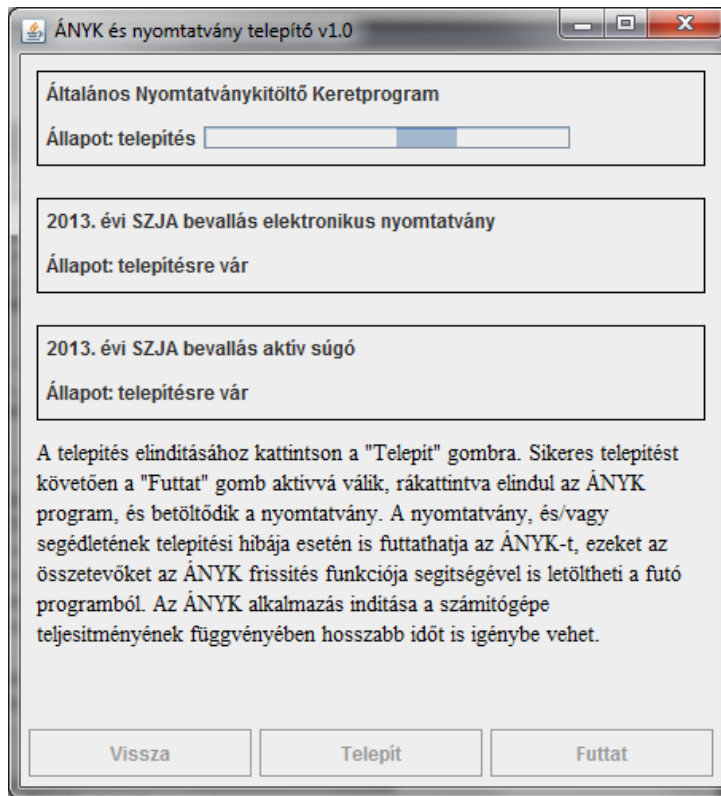 ÁNYK és nyomtatvány telepítő v1.0
Általános Nyomtatványkitöltő Keretprogram
Állapot: telepítés
2013. évi SZJA bevallás elektronikus nyomtatvány
Állapot: telepítésre vár
2013. évi SZJA bevallás aktív súgó
Állapot: telepítésre vár
A telepítés elindításához kattintson a "Telepít" gombra. Sikeres telepítést
követően a "Futtat" gomb aktívvá válik, rákattintva elindul az ÁNYK
program, és betöltődik a nyomtatvány. A nyomtatvány, és/vagy
segédletének telepítési hibája esetén is futtathatja az ÁNYK-t, ezeket az
összetevőket az ÁNYK frissítés funkciója segítségével is letöltheti a futó
programból. Az ÁNYK alkalmazás indítása a számítógépe
teljesítményének függvényében hosszabb időt is igénybe vehet.
Vissza Telepít Futtat